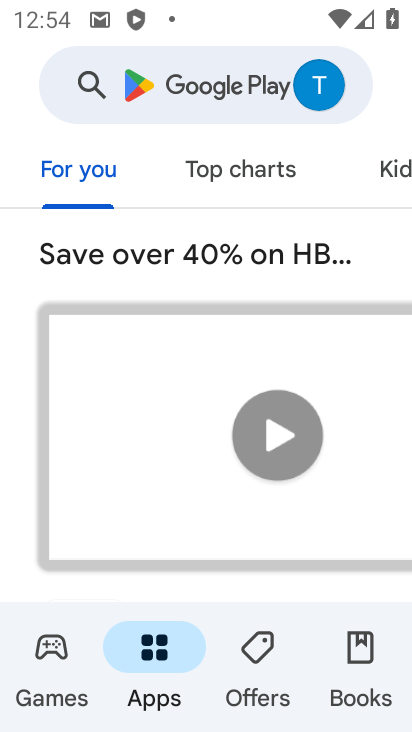 12:54
Google Play
T
For you
Top charts
Kid
Save over 40% on HB...
Games
Apps
Offers
Books